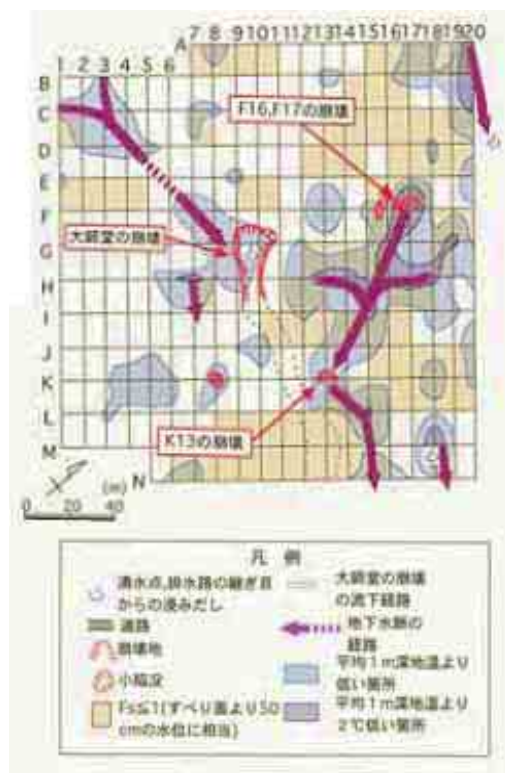 7 8 9 10 11 12 13 14 15 16 17 18 19 20
A
1 2 3 4 5 6
B
C
F16,F17の崩壊
D
E
F
大師堂の崩壊
G
H
I
J
K
L
K13の崩壊
M
N
(m)
0 20 40
凡 例
湧水点,排水路の継ぎ目
からの浸みだし
道路
崩壊地
小陥没
Fs≦1(すべり面より50
cmの水位に相当)
大師堂の崩壊
の流下経路
地下水脈の
経路
平均1m深地温より
低い箇所
平均1m深地温より
2℃低い箇所